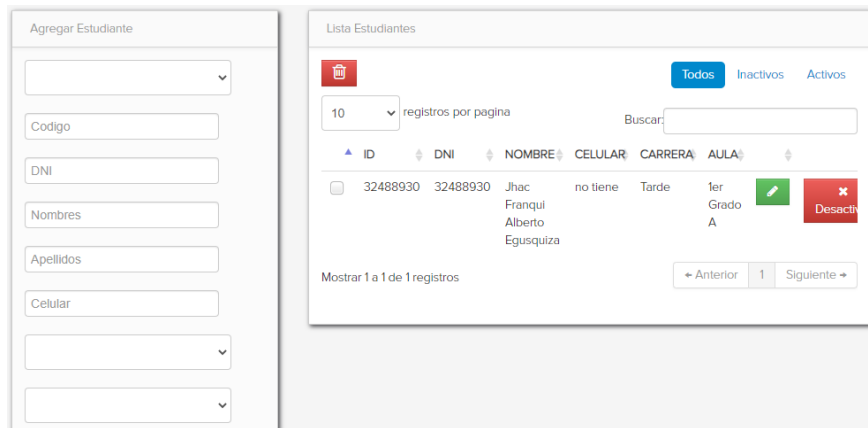 Agregar Estudiante
Codigo
DNI
Nombres
Apellidos
Celular
Lista Estudiantes
Todos Inactivos Activos
10 registros por pagina
Buscar:
ID DNI NOMBRE CELULAR CARRERA AULA
32488930 32488930 Jhac no tiene Tarde 1er
Franqui Grado
Alberto A
Egusquiza
Desactiv
Mostrar 1 a 1 de 1 registros
← Anterior 1 Siguiente →